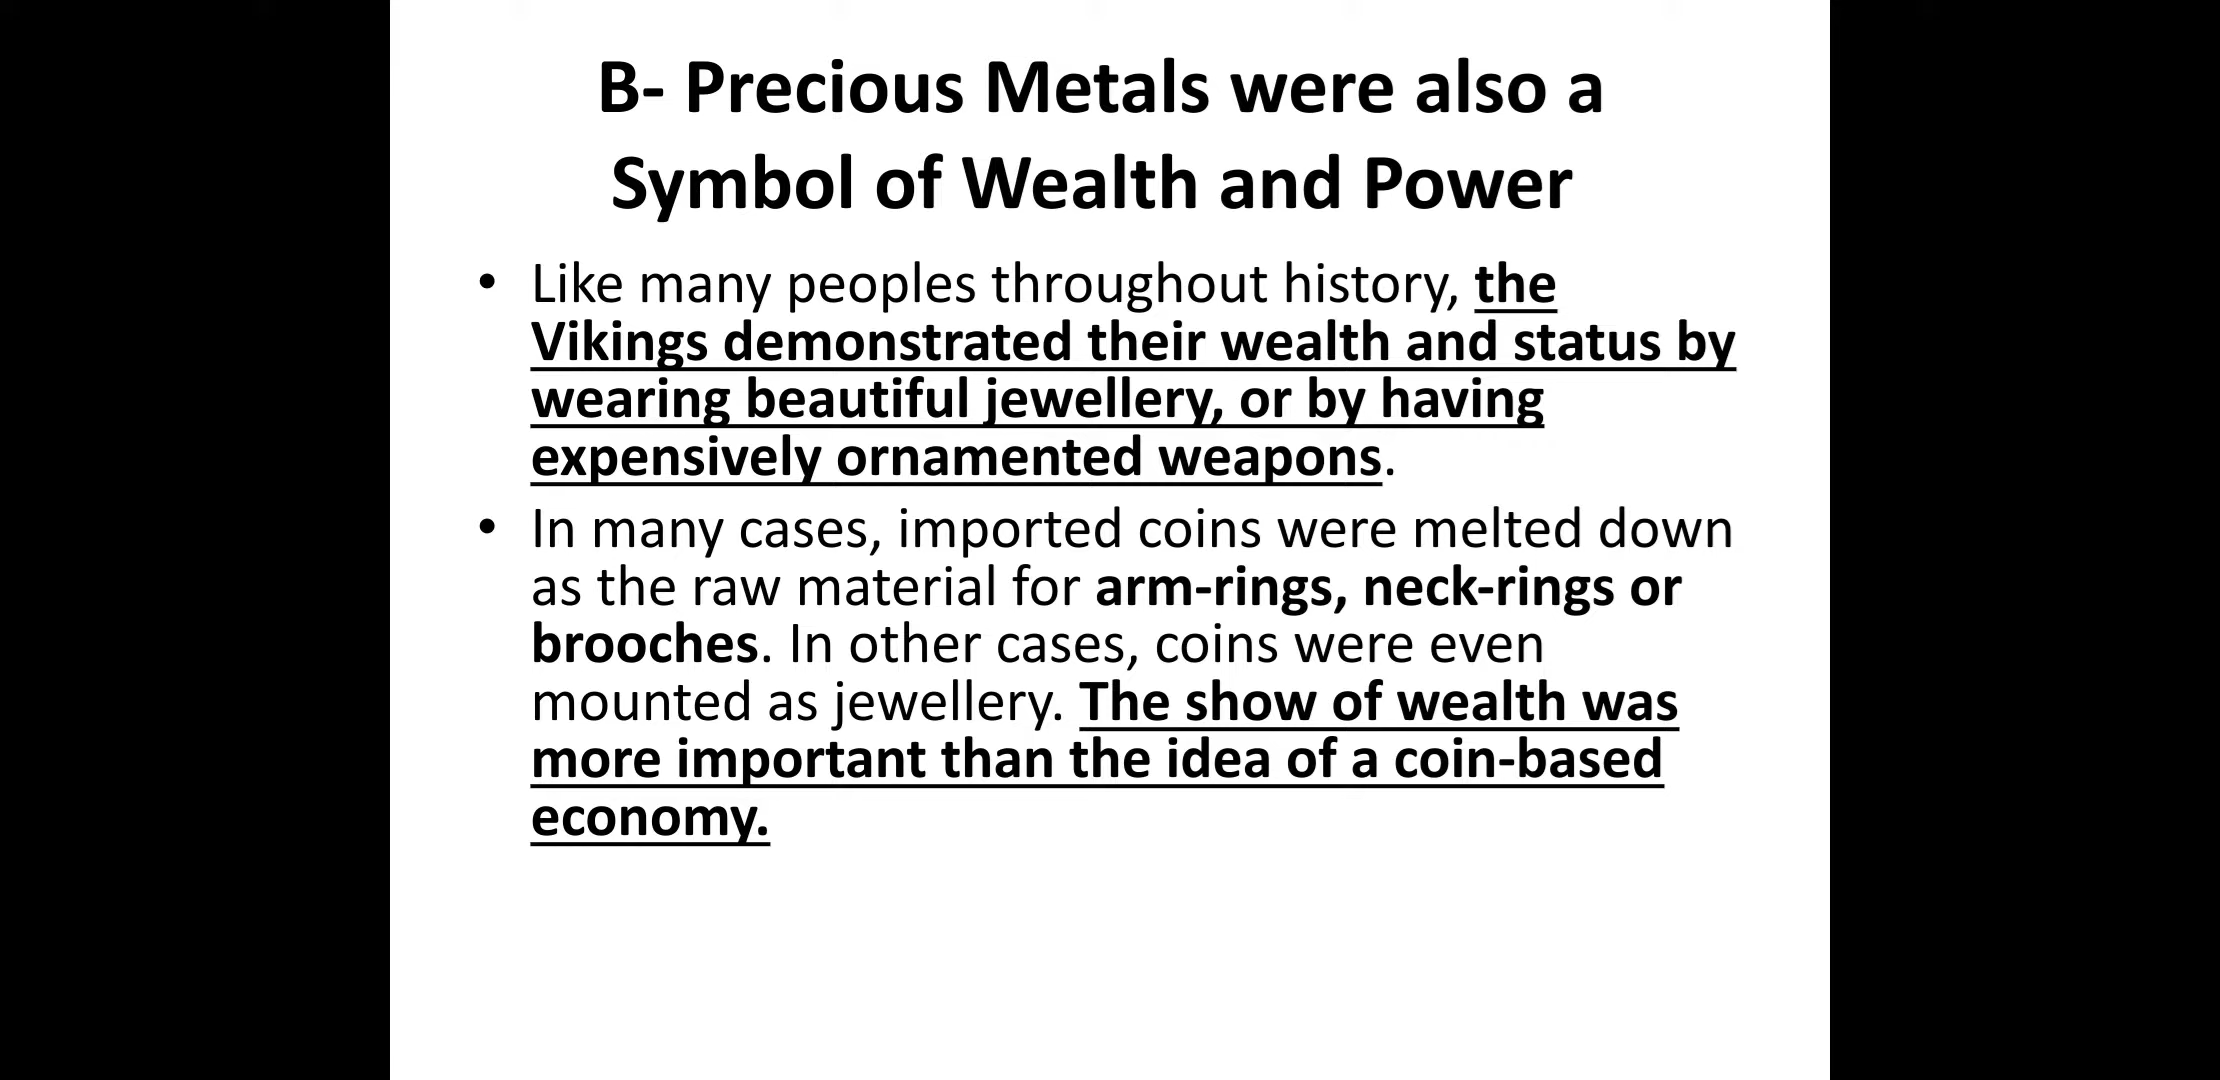 B- Precious Metals were also a
Symbol of Wealth and Power
• Like many peoples throughout history, the
Vikings demonstrated their wealth and status by
wearing beautiful jewellery, or by having
expensively ornamented weapons.
• In many cases, imported coins were melted down
as the raw material for arm-rings, neck-rings or
brooches. In other cases, coins were even
mounted as jewellery. The show of wealth was
more important than the idea of a coin-based
economy.